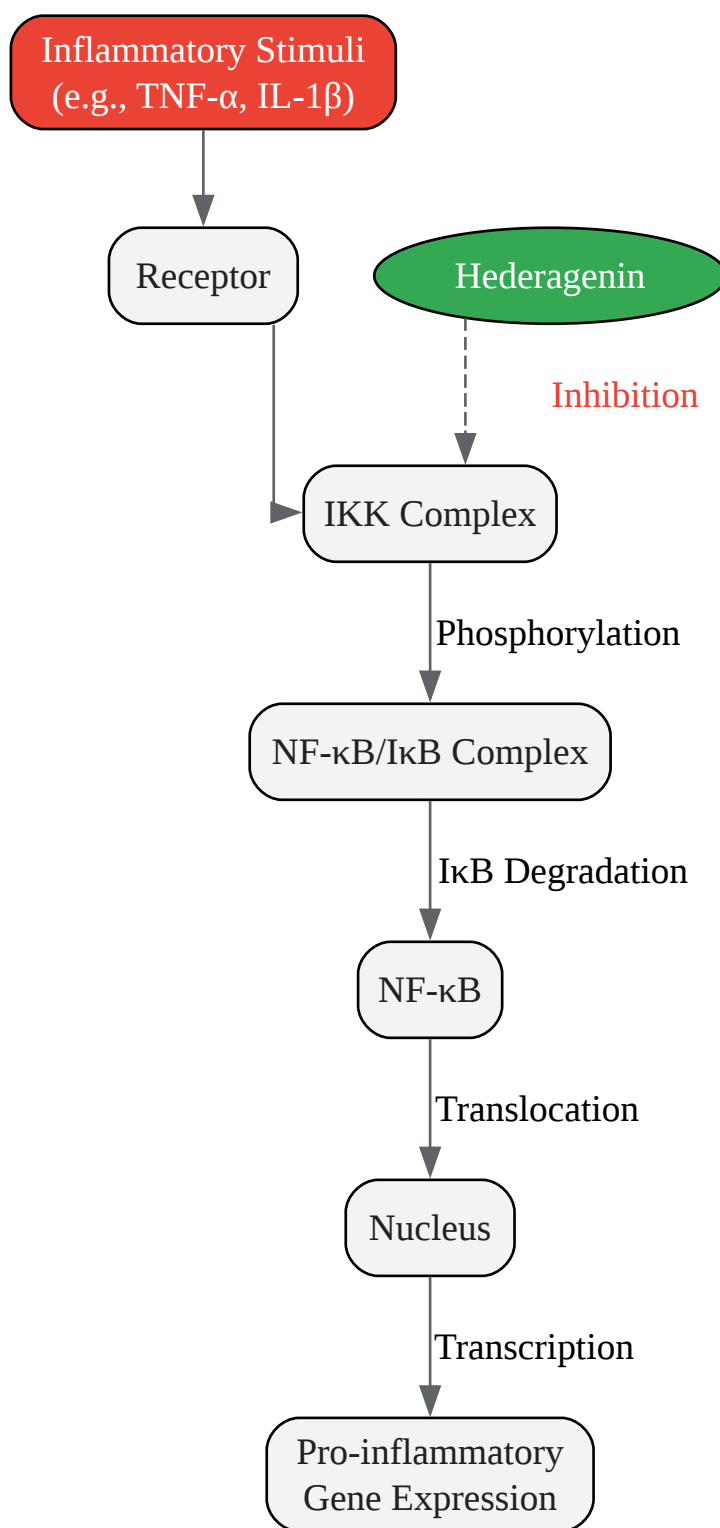 Inflammatory Stimuli
(e.g., TNF-α, IL-1β)
Receptor
Hederagenin
Inhibition
IKK Complex
Phosphorylation
NF-κB/IκB Complex
IκB Degradation
NF-κB
Translocation
Nucleus
Transcription
Pro-inflammatory
Gene Expression